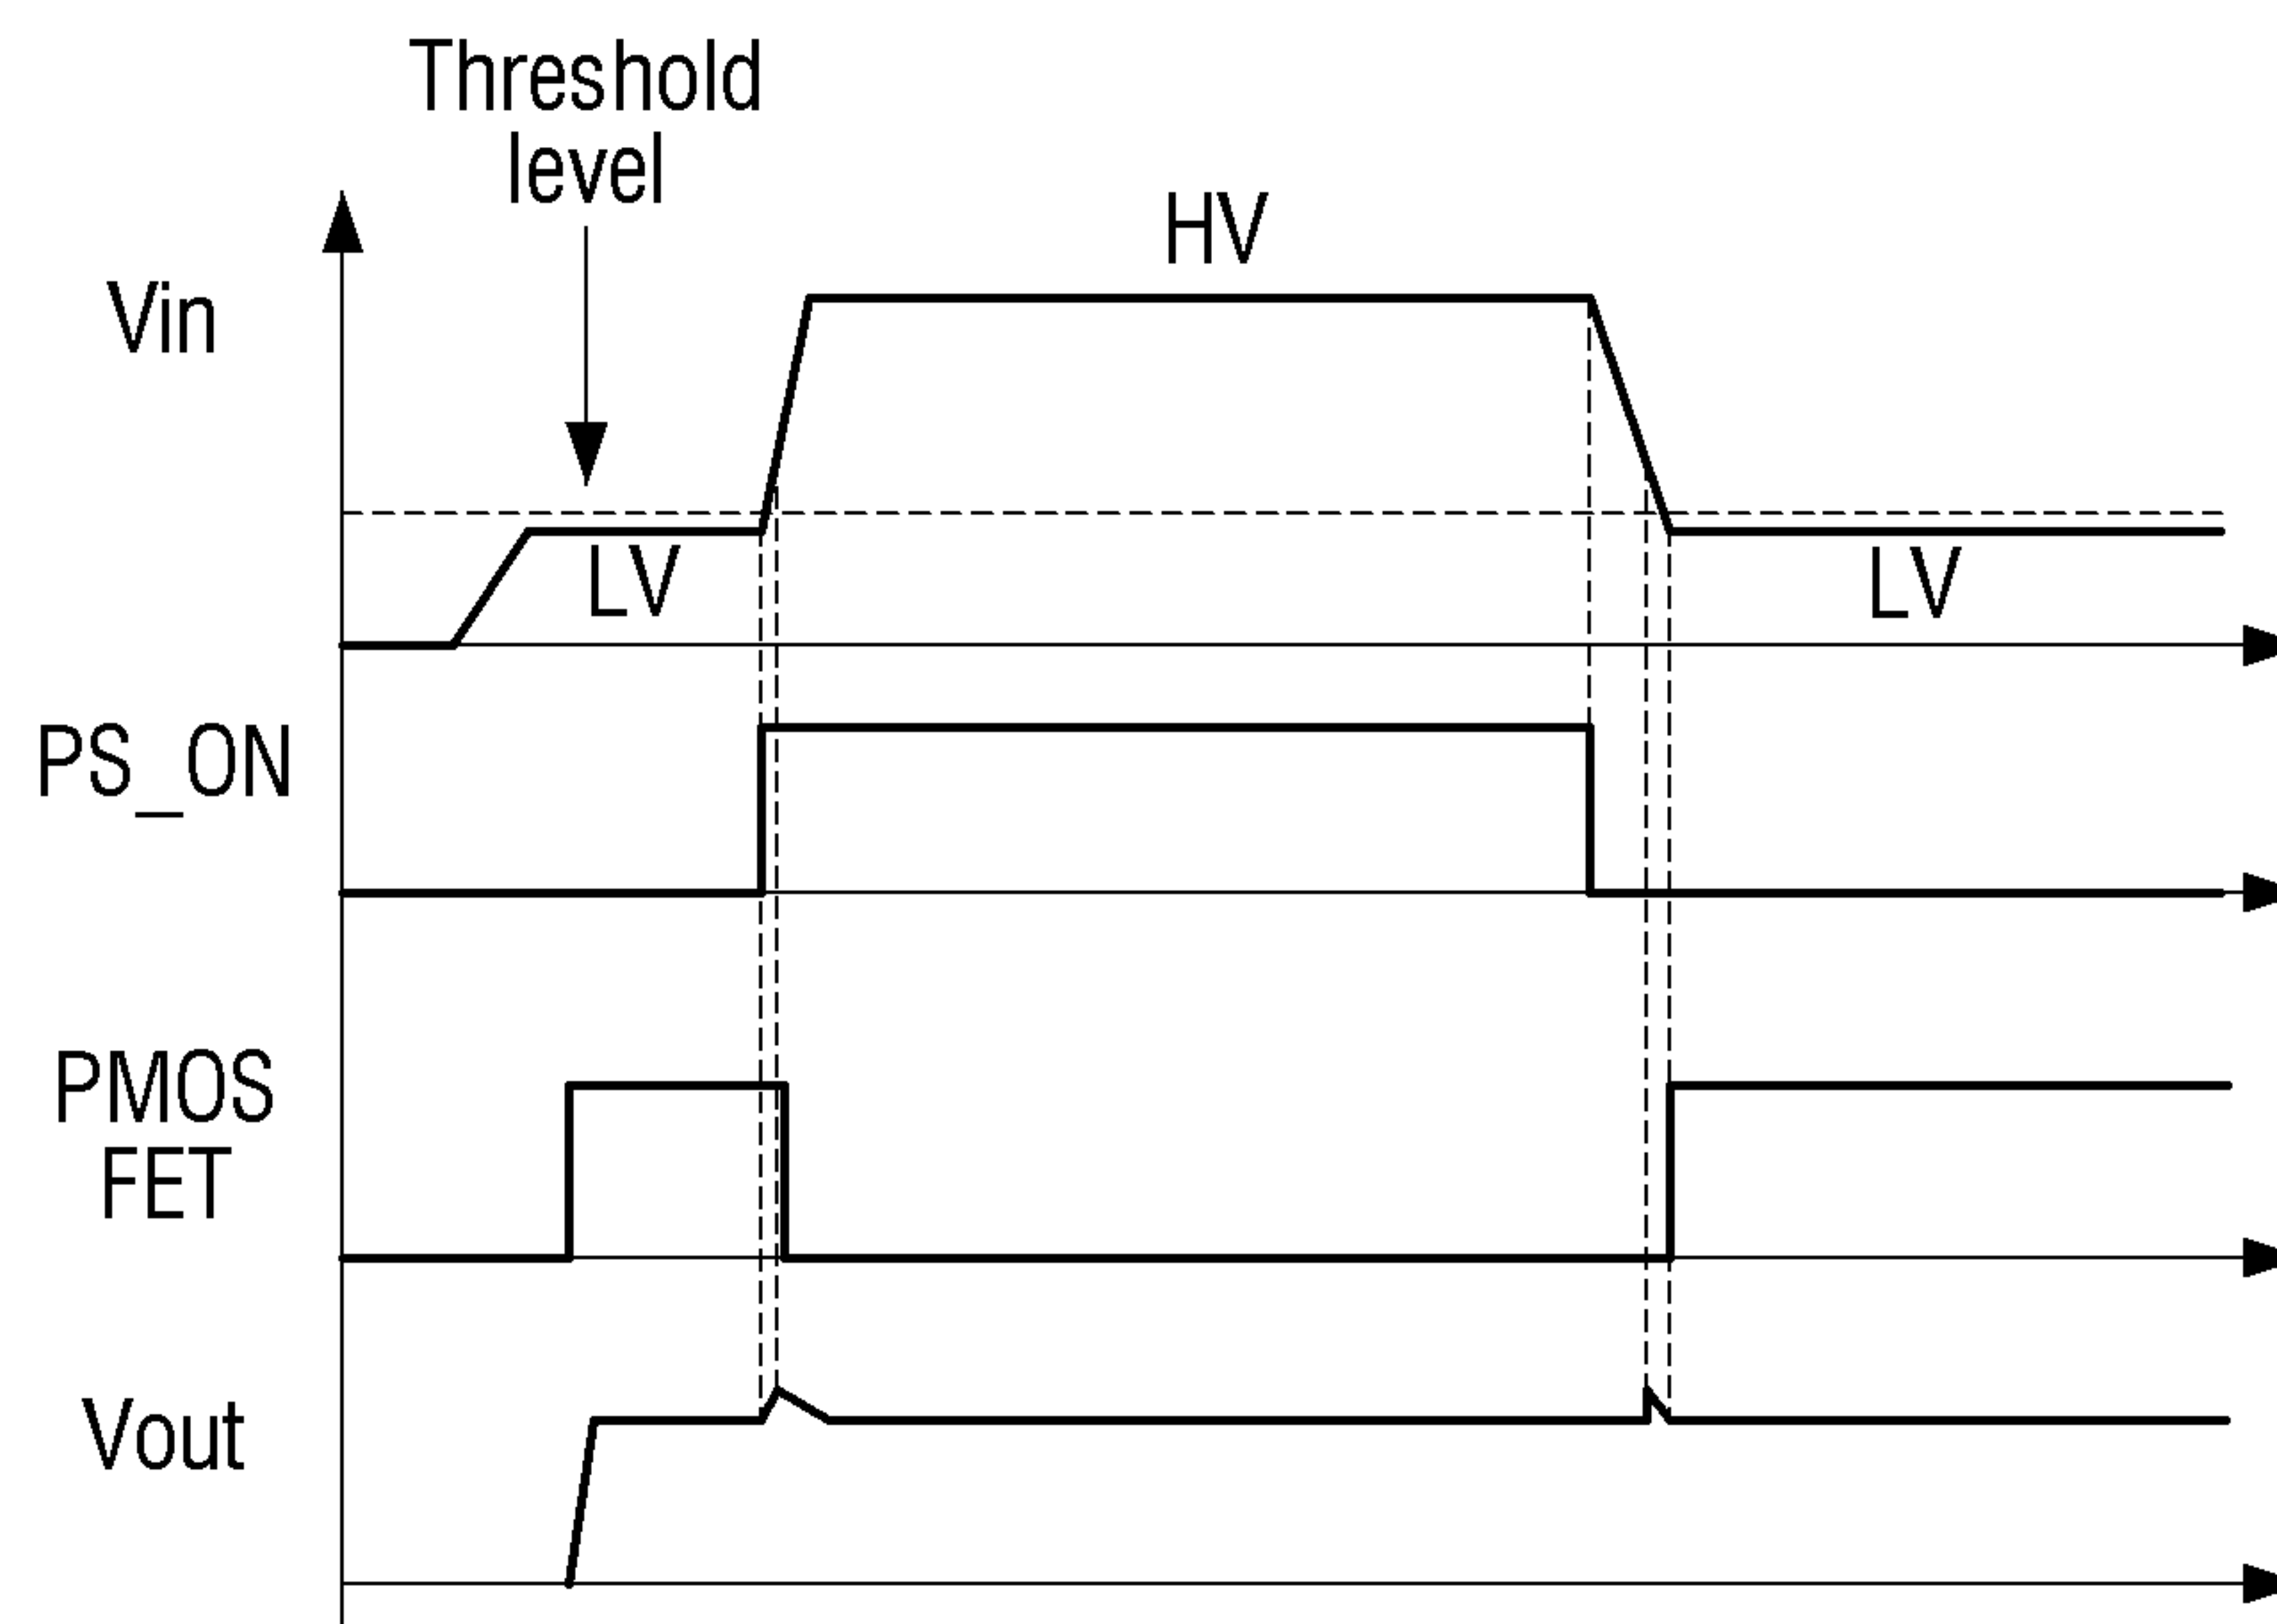 Threshold
level
HV
Vin
LV
LV
PS_ON
PMOS
FET
Vout